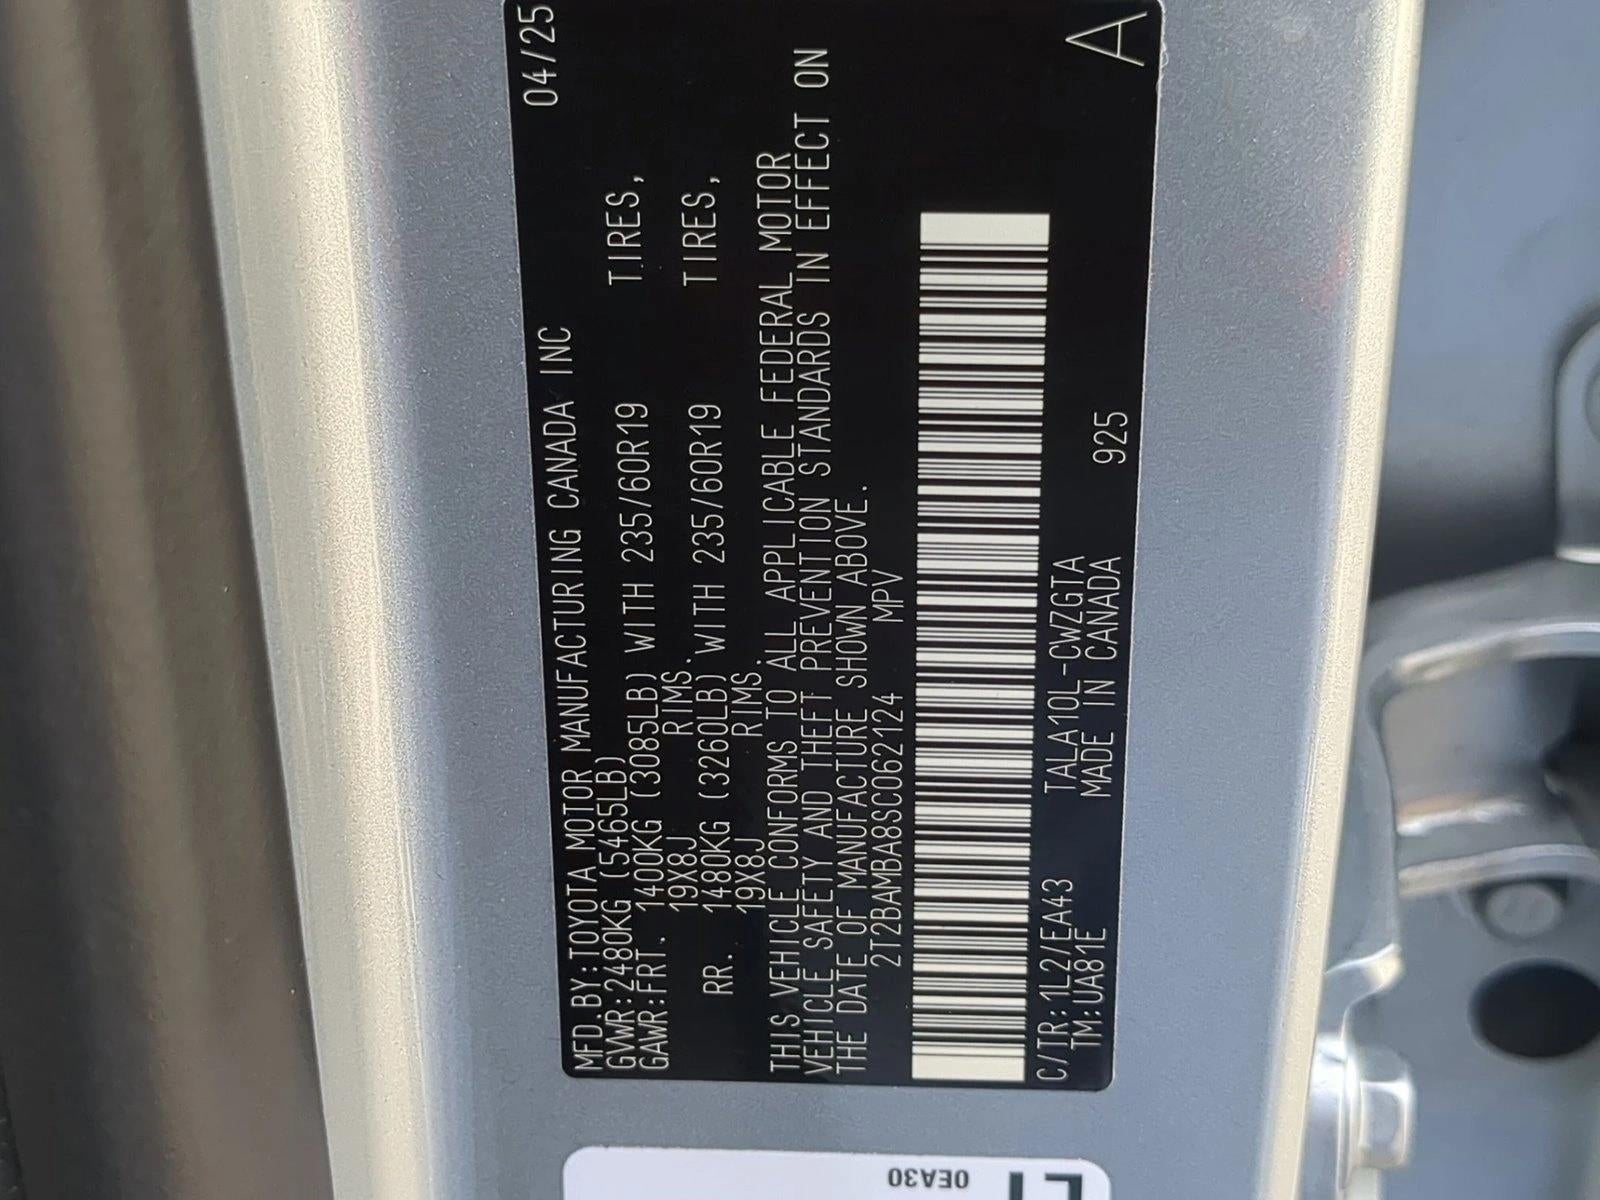 MFD.BY:TOYOTA MOTOR MANUFACTURING CANADA INC 04/25
GVWR:2480KG (5465LB)
GAWR:FRT. 1400KG (3085LB) WITH 235/60R19 TIRES,
19X8J RIMS.
RR. 1480KG (3260LB) WITH 235/60R19 TIRES,
19X8J RIMS.
THIS VEHICLE CONFORMS TO ALL APPLICABLE FEDERAL MOTOR
VEHICLE SAFETY AND THEFT PREVENTION STANDARDS IN EFFECT ON
THE DATE OF MANUFACTURE SHOWN ABOVE.
2T2BAMBA8SC062124 MPV
C/TR:1L2/EA43 TALA10L-CWZGTA
TM:UA81E MADE IN CANADA 925 A
0EA30